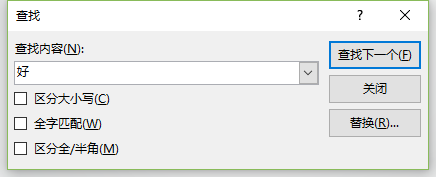 查找
查找内容(N):
查找下一个(F)
好
关闭
区分大小写(C)
全字匹配(W)
替换(R)...
区分全/半角(M)